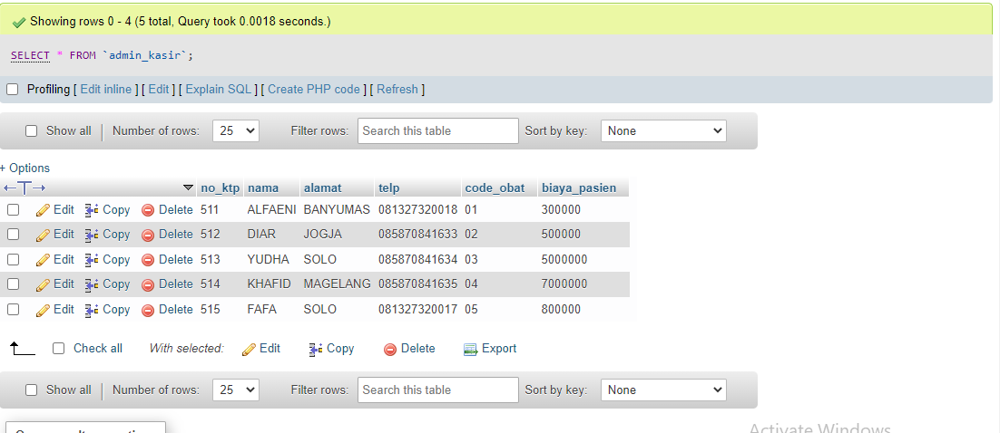 Showing rows 0 - 4 (5 total, Query took 0.0018 seconds.)
SELECT * FROM `admin_kasir`;
Profiling [ Edit inline ] [ Edit ] [ Explain SQL ] [ Create PHP code ] [ Refresh ]
Show all Number of rows: 25 Filter rows: Search this table Sort by key: None
+ Options
no_ktp nama alamat telp code_obat biaya_pasien
Edit Copy Delete 511 ALFAENI BANYUMAS 081327320018 01 300000
Edit Copy Delete 512 DIAR JOGJA 085870841633 02 500000
Edit Copy Delete 513 YUDHA SOLO 085870841634 03 5000000
Edit Copy Delete 514 KHAFID MAGELANG 085870841635 04 7000000
Edit Copy Delete 515 FAFA SOLO 081327320017 05 800000
Check all With selected: Edit Copy Delete Export
Show all Number of rows: 25 Filter rows: Search this table Sort by key: None
Activate Windows